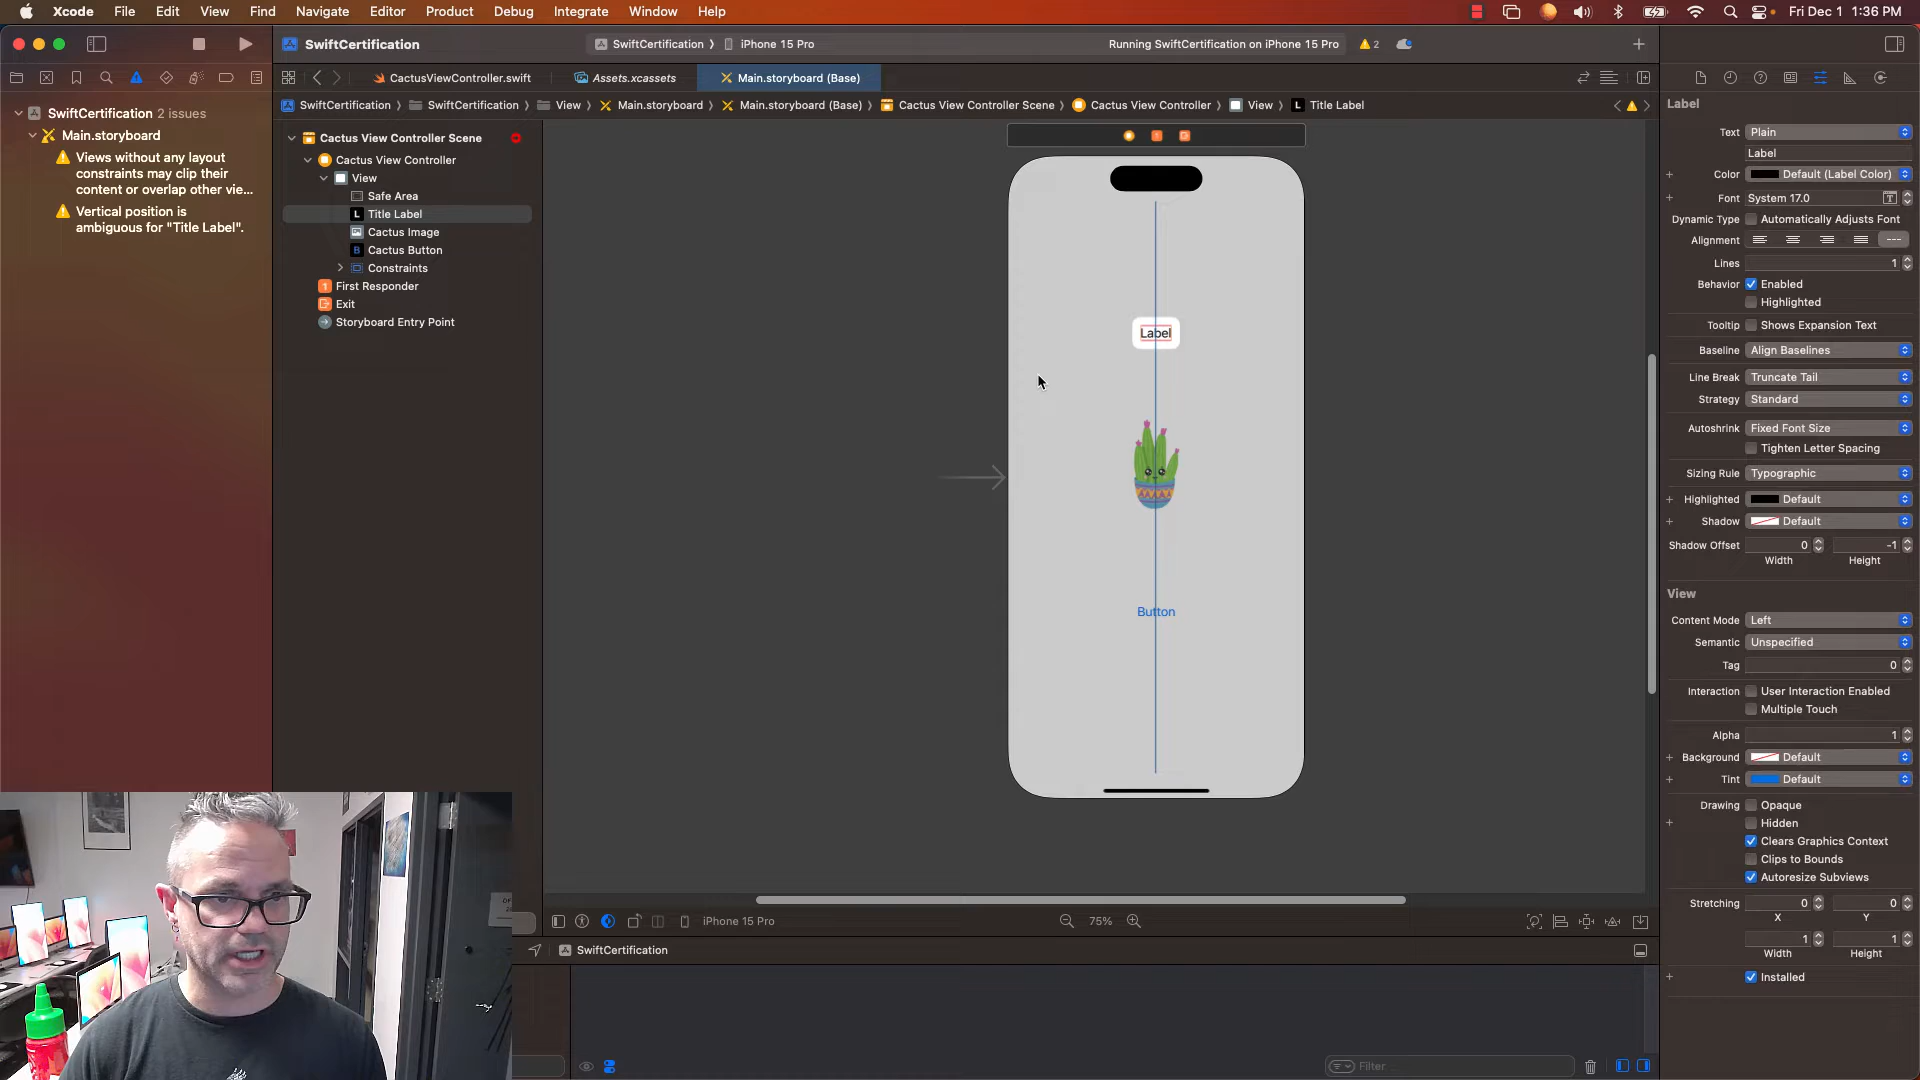 Xcode File Edit View Find Navigate Editor Product Debug Source Control Window Help
Fri Dec 1 1:36 PM
SwiftCertification
SwiftCertification iPhone 15 Pro
Running SwiftCertification on iPhone 15 Pro
2
CactusViewController.swift
Assets.xcassets
Main.storyboard (Base)
SwiftCertification SwiftCertification View Main.storyboard Main.storyboard (Base) Cactus View Controller Scene Cactus View Controller View L Title Label
SwiftCertification 2 issues
Main.storyboard
Views without any layout
constraints may clip their
content or overlap other vie...
Vertical position is
ambiguous for "Title Label".
Cactus View Controller Scene
Cactus View Controller
View
Safe Area
L Title Label
Cactus Image
B Cactus Button
Constraints
1 First Responder
Exit
Storyboard Entry Point
Label
Button
iPhone 15 Pro
75%
SwiftCertification
Filter
Label
Text Plain
Label
Color Default (Label Color)
Font System 17.0
Dynamic Type Automatically Adjusts Font
Alignment
Lines 1
Behavior Enabled
Highlighted
Tooltip Shows Expansion Text
Baseline Align Baselines
Line Break Truncate Tail
Strategy Standard
Autoshrink Fixed Font Size
Tighten Letter Spacing
Sizing Rule Typographic
Highlighted Default
Shadow Default
Shadow Offset 0 -1
Width Height
View
Content Mode Left
Semantic Unspecified
Tag 0
Interaction User Interaction Enabled
Multiple Touch
Alpha 1
Background Default
Tint Default
Drawing Opaque
Hidden
Clears Graphics Context
Clips to Bounds
Autoresize Subviews
Stretching 0 0
X Y
1 1
Width Height
Installed